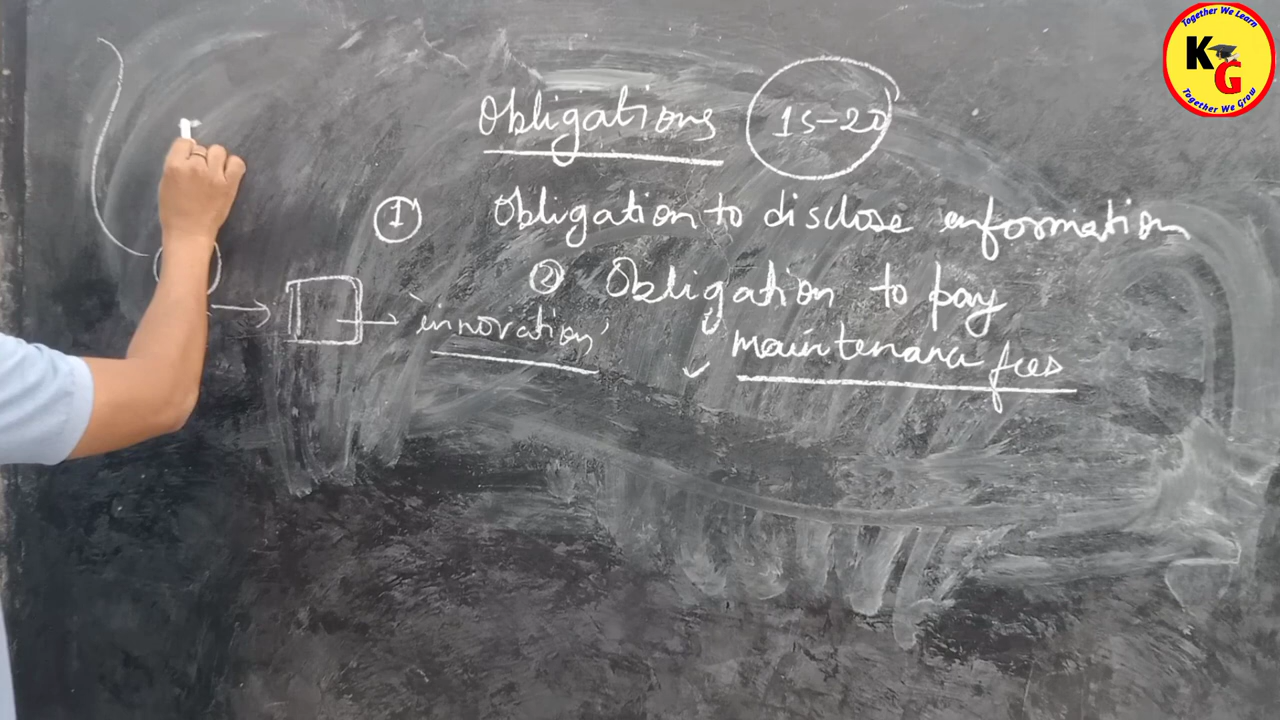 Together We Learn
KG
Together We Grow
Obligations 15-20
① Obligation to disclose information
② Obligation to pay
maintenance fees
'innovation'